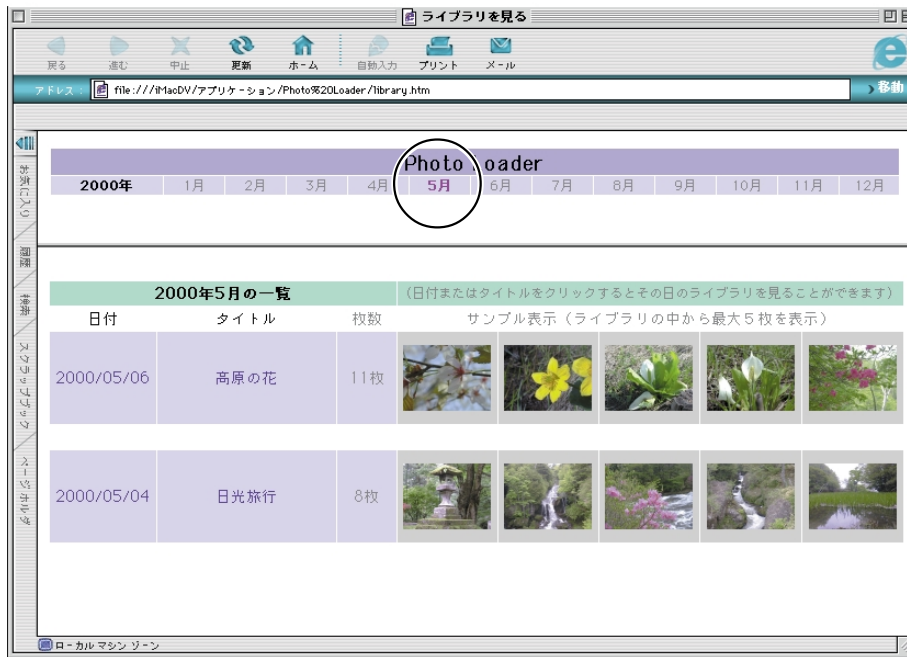 ライブラリを見る
戻る 進む 中止 更新 ホーム 自動入力 プリント メール
アドレス： file:///iMacDV/アプリケーション/Photo%20Loader/library.htm 移動
お気に入り
履歴
検索
スクラップブック
ページホルダ
Photo Loader
2000年 1月 2月 3月 4月 5月 6月 7月 8月 9月 10月 11月 12月
2000年5月の一覧 （日付またはタイトルをクリックするとその日のライブラリを見ることができます）
日付 タイトル 枚数 サンプル表示（ライブラリの中から最大５枚を表示）
2000/05/06 高原の花 11枚
2000/05/04 日光旅行 8枚
ローカル マシン ゾーン